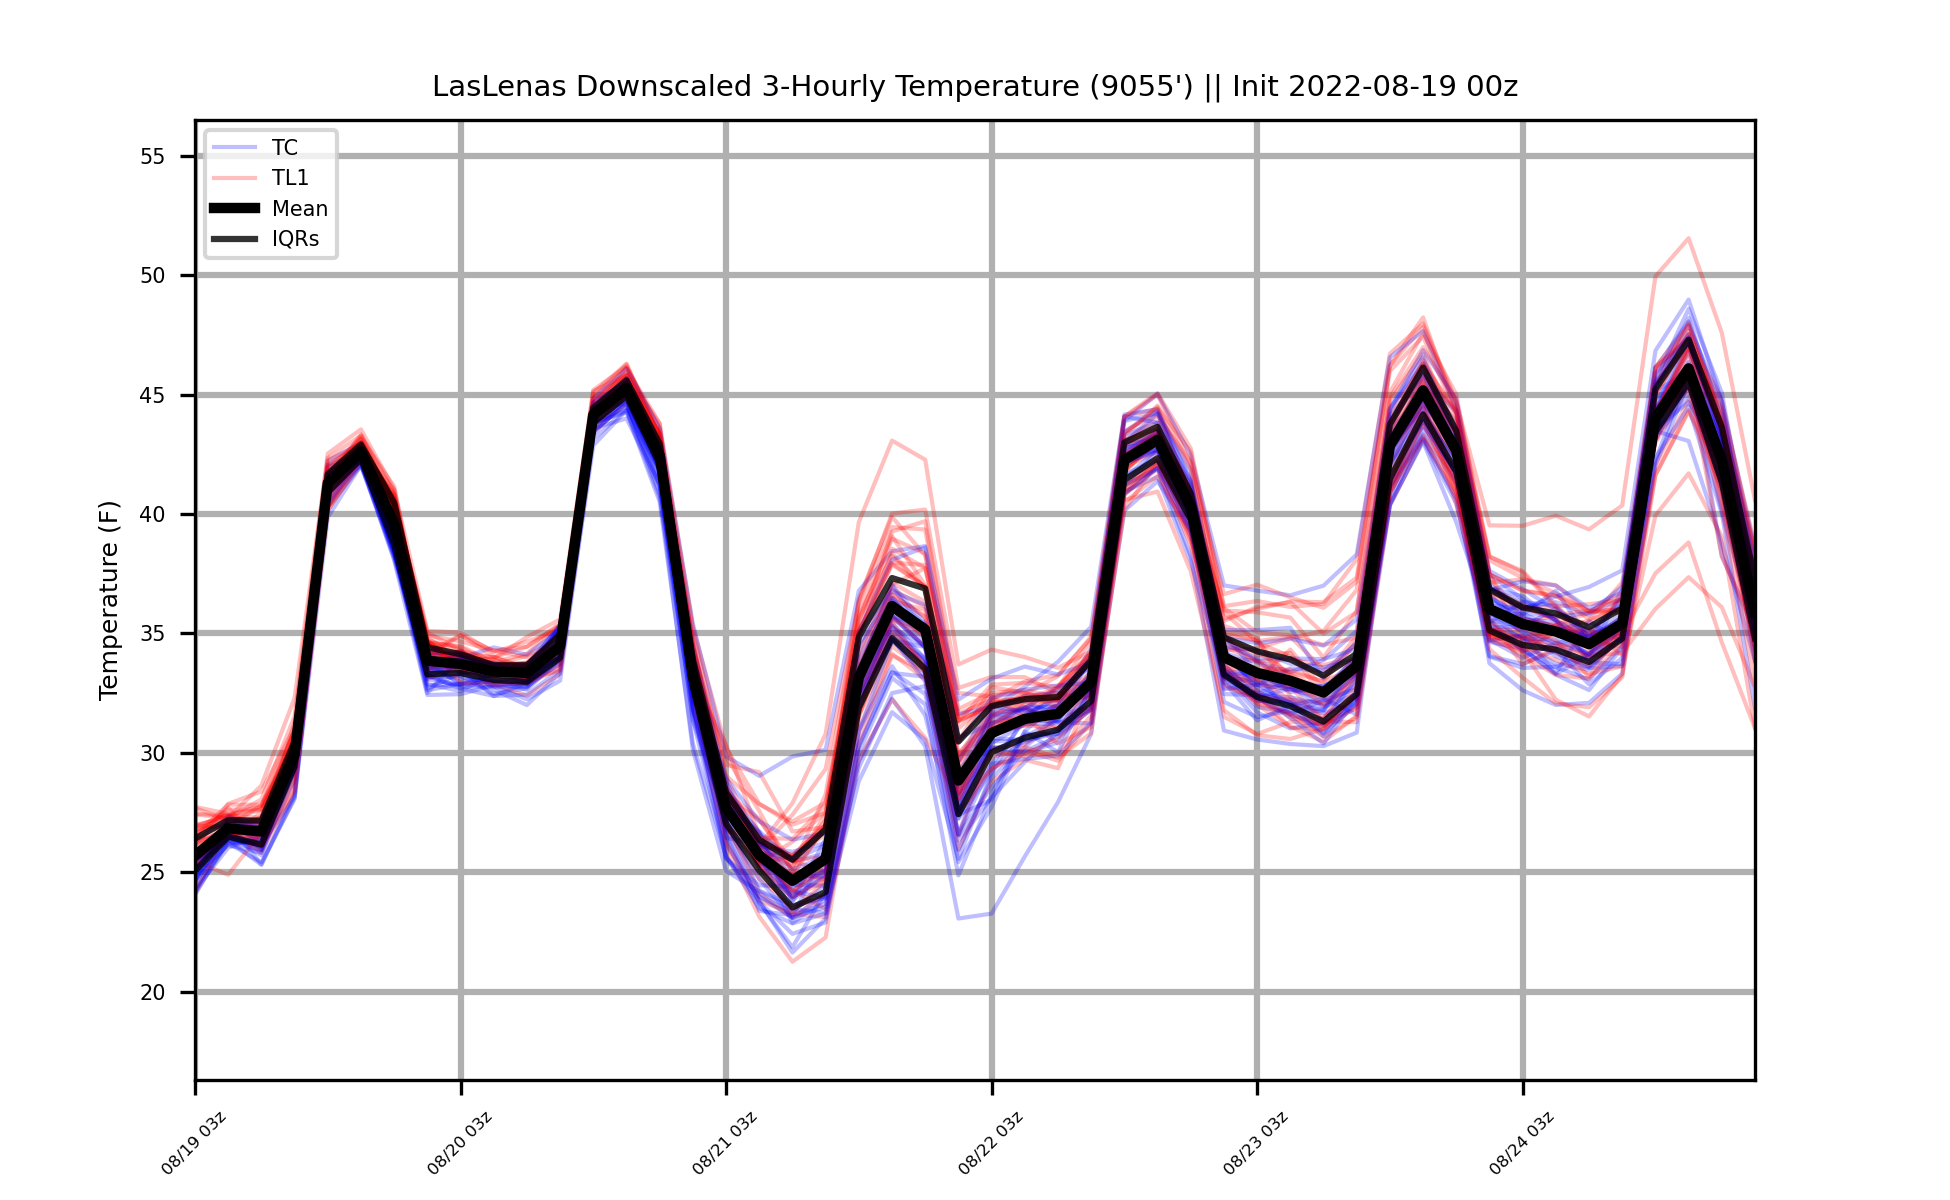 LasLenas Downscaled 3-Hourly Temperature (9055') || Init 2022-08-19 00z
TC
TL1
Mean
IQRs
Temperature (F)
55
50
45
40
35
30
25
20
08/19 03z
08/20 03z
08/21 03z
08/22 03z
08/23 03z
08/24 03z